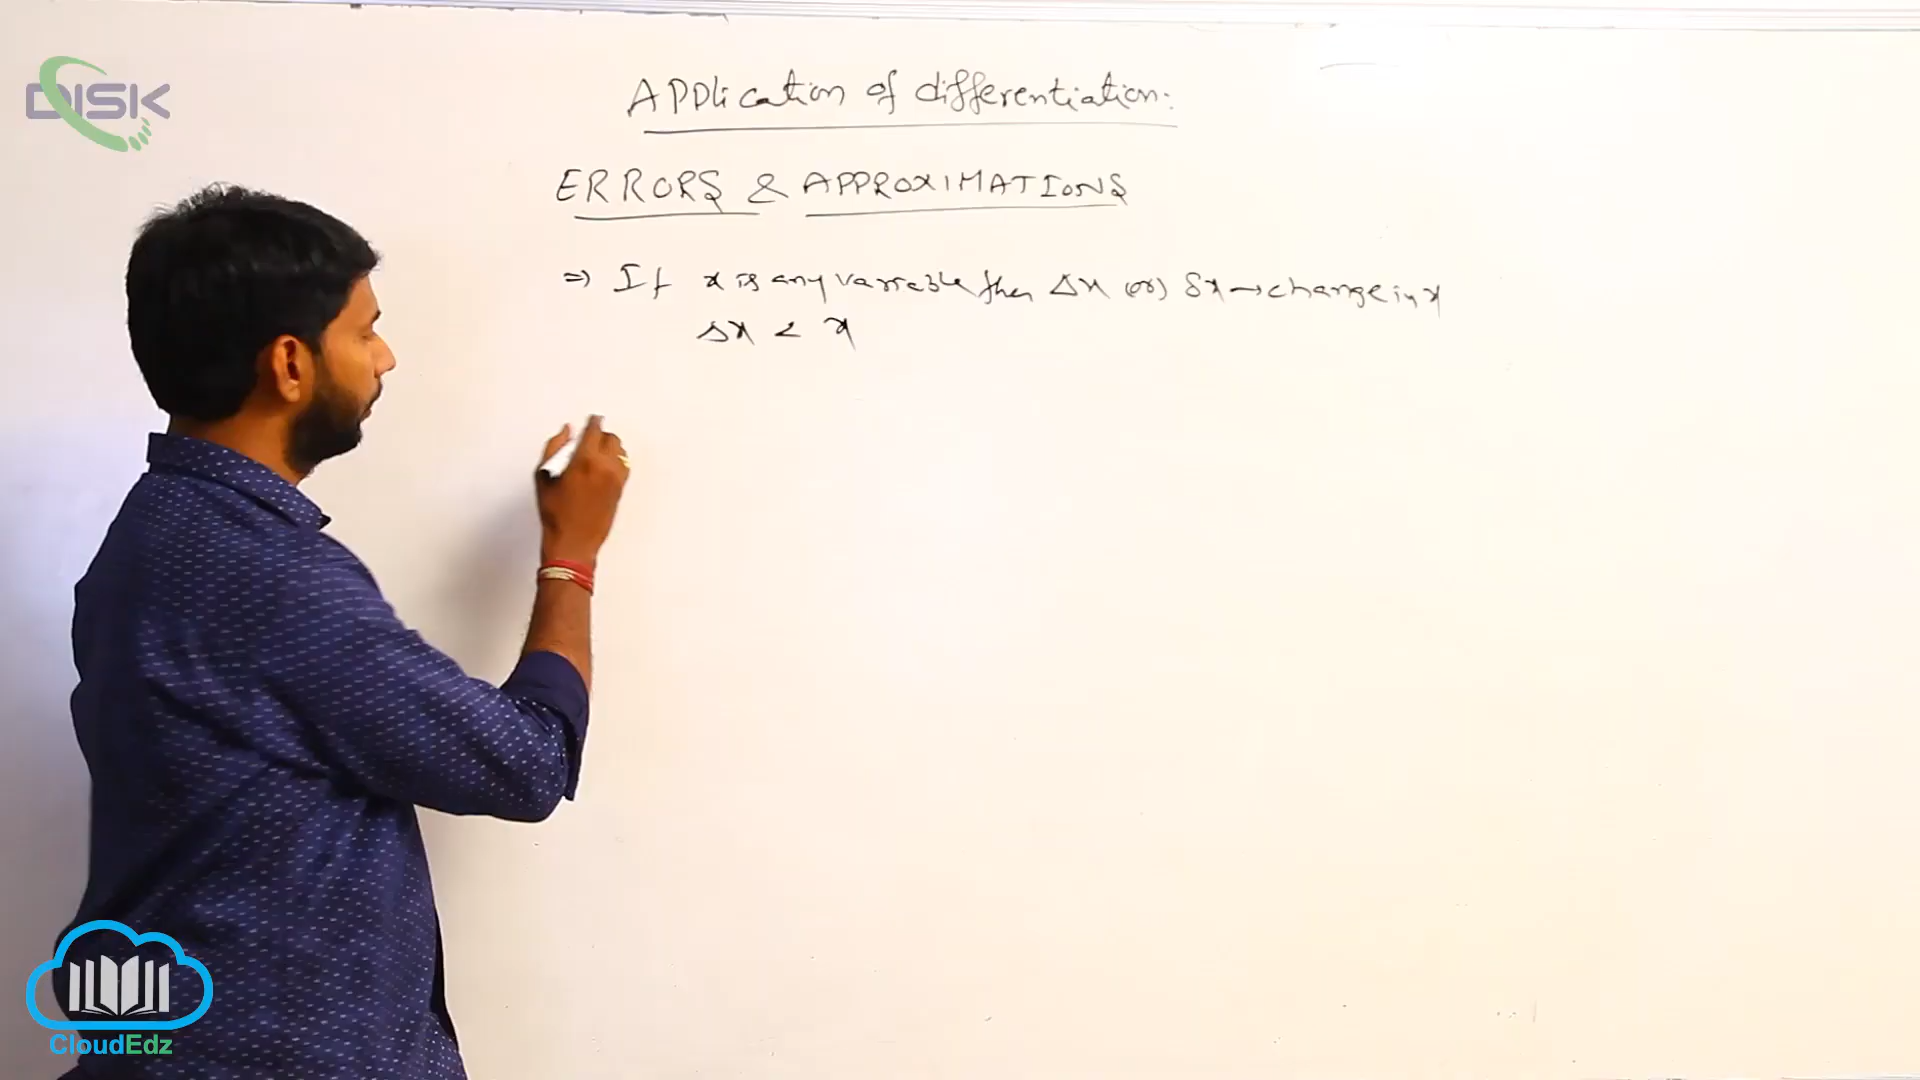 DISK
Application of differentiation:
ERRORS & APPROXIMATIONS
⇒ If x is any variable then Δx (or) δx → change in x
Δx < x
CloudEdz